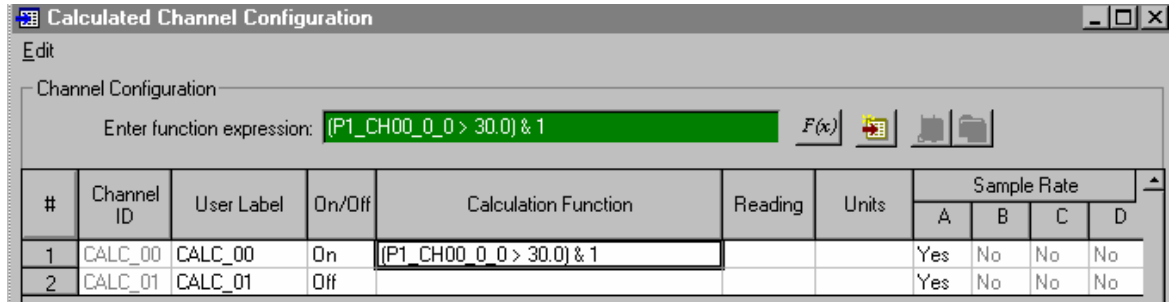 Calculated Channel Configuration
Edit
Channel Configuration
Enter function expression: (P1_CH00_0_0 > 30.0) & 1 F(x)
# Channel ID User Label On/Off Calculation Function Reading Units Sample Rate
A B C D
1 CALC_00 CALC_00 On (P1_CH00_0_0 > 30.0) & 1 Yes No No No
2 CALC_01 CALC_01 Off Yes No No No